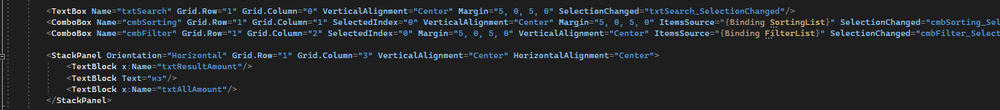 <TextBox Name="txtSearch" Grid.Row="1" Grid.Column="0" VerticalAlignment="Center" Margin="5, 0, 5, 0" SelectionChanged="txtSearch_SelectionChanged"/>
<ComboBox Name="cmbSorting" Grid.Row="1" Grid.Column="1" SelectedIndex="0" VerticalAlignment="Center" Margin="5, 0, 5, 0" ItemsSource="{Binding SortingList}" SelectionChanged="cmbSorting_Sel
<ComboBox Name="cmbFilter" Grid.Row="1" Grid.Column="2" SelectedIndex="0" Margin="5, 0, 5, 0" VerticalAlignment="Center" ItemsSource="{Binding FilterList}" SelectionChanged="cmbFilter_Select
<StackPanel Orientation="Horizontal" Grid.Row="1" Grid.Column="3" VerticalAlignment="Center" HorizontalAlignment="Center">
<TextBlock x:Name="txtResultAmount"/>
<TextBlock Text="из"/>
<TextBlock x:Name="txtAllAmount"/>
</StackPanel>